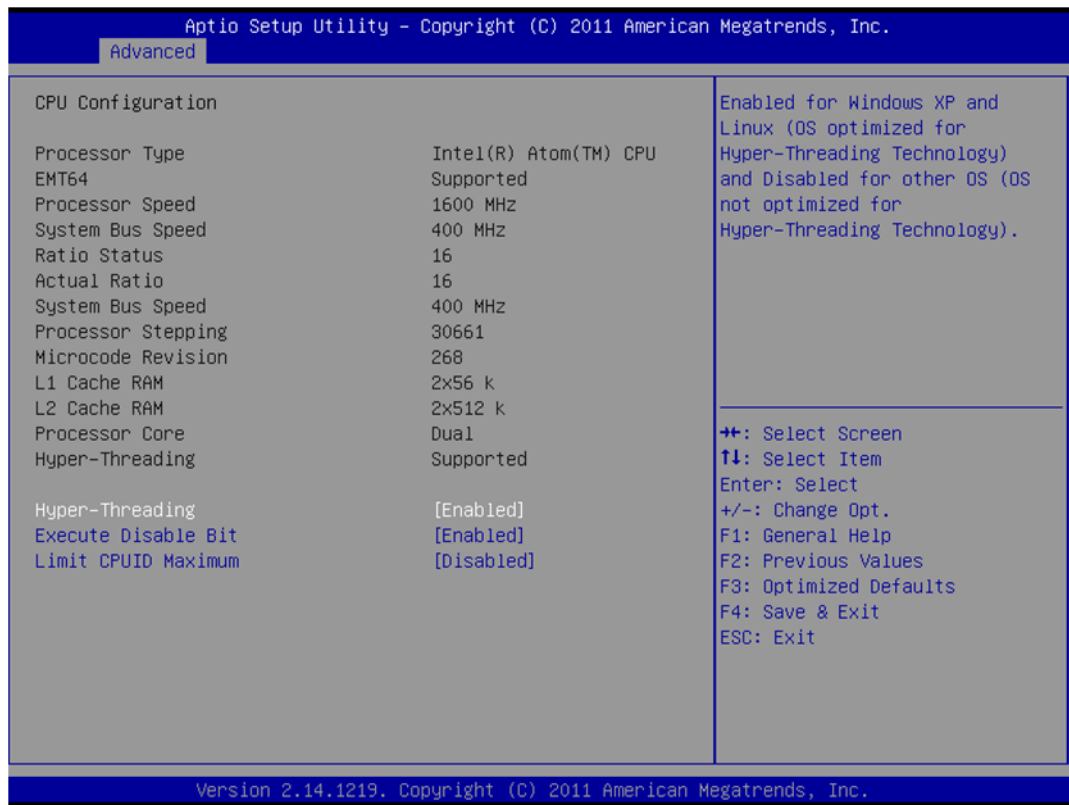 Aptio Setup Utility – Copyright (C) 2011 American Megatrends, Inc.
Advanced
CPU Configuration
Processor Type Intel(R) Atom(TM) CPU
EMT64 Supported
Processor Speed 1600 MHz
System Bus Speed 400 MHz
Ratio Status 16
Actual Ratio 16
System Bus Speed 400 MHz
Processor Stepping 30661
Microcode Revision 268
L1 Cache RAM 2x56 k
L2 Cache RAM 2x512 k
Processor Core Dual
Hyper-Threading Supported
Hyper-Threading [Enabled]
Execute Disable Bit [Enabled]
Limit CPUID Maximum [Disabled]
Enabled for Windows XP and
Linux (OS optimized for
Hyper-Threading Technology)
and Disabled for other OS (OS
not optimized for
Hyper-Threading Technology).
→←: Select Screen
↑↓: Select Item
Enter: Select
+/-: Change Opt.
F1: General Help
F2: Previous Values
F3: Optimized Defaults
F4: Save & Exit
ESC: Exit
Version 2.14.1219. Copyright (C) 2011 American Megatrends, Inc.